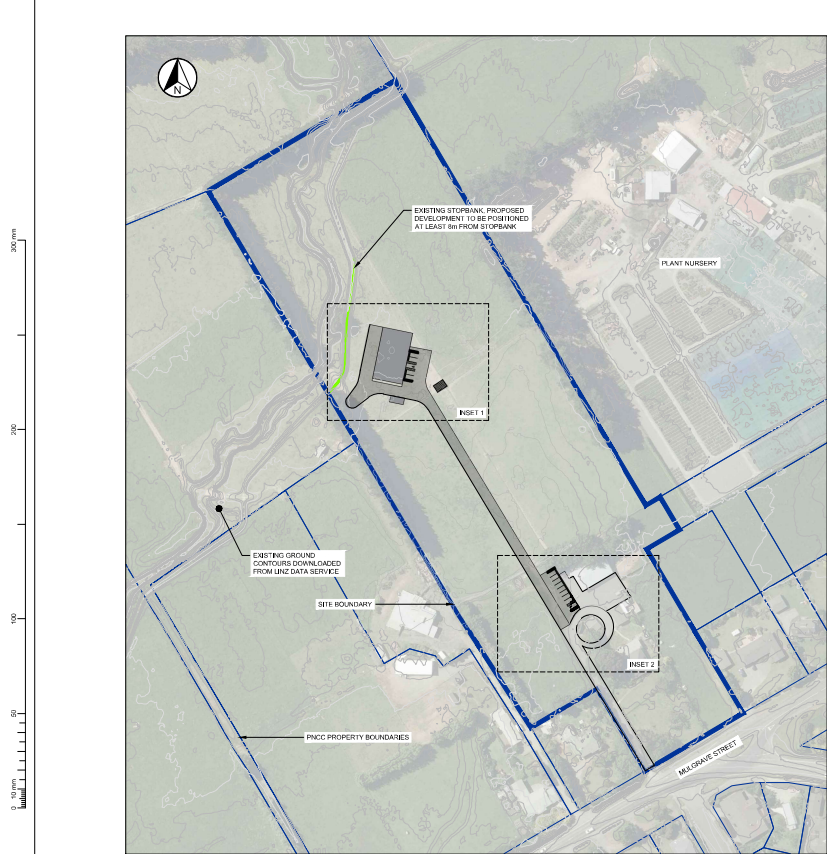 N
EXISTING STOPBANK, PROPOSED
DEVELOPMENT TO BE POSITIONED
AT LEAST 8m FROM STOPBANK
PLANT NURSERY
INSET 1
EXISTING GROUND
CONTOURS DOWNLOADED
FROM LINZ DATA SERVICE
SITE BOUNDARY
INSET 2
PNCC PROPERTY BOUNDARIES
MULGRAVE STREET
300 mm
200
100
50
10 mm
0